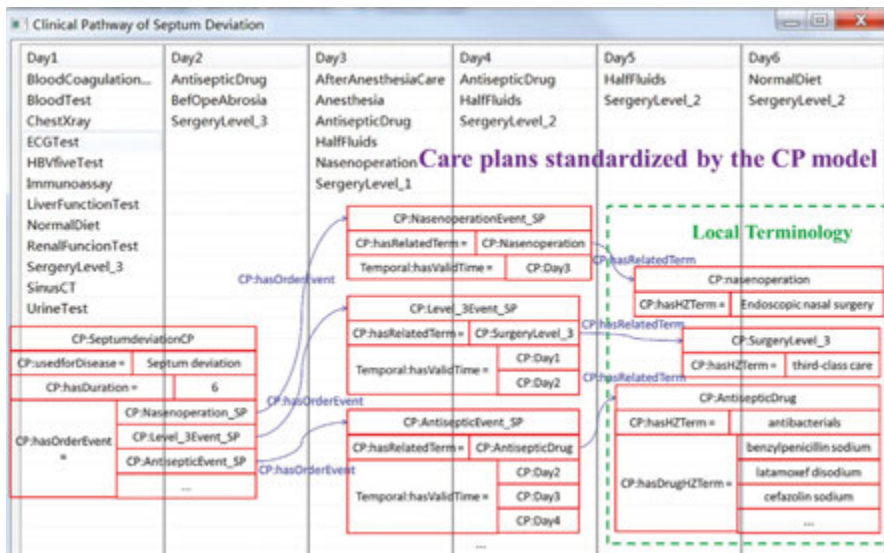 Clinical Pathway of Septum Deviation
Day1
BloodCoagulation...
BloodTest
ChestXray
ECGTest
HBVfiveTest
Immunoassay
LiverFunctionTest
NormalDiet
RenalFuncionTest
SergeryLevel_3
SinusCT
UrineTest
Day2
AntisepticDrug
BefOpeAbrosia
SergeryLevel_3
Day3
AfterAnesthesiaCare
Anesthesia
AntisepticDrug
HalfFluids
Nasenoperation
SergeryLevel_1
Day4
AntisepticDrug
HalfFluids
SergeryLevel_2
Day5
HalfFluids
SergeryLevel_2
Day6
NormalDiet
SergeryLevel_2
Care plans standardized by the CP model
CP:SeptumdeviationCP
CP:usedforDisease = Septum deviation
CP:hasDuration = 6
CP:hasOrderEvent =
CP:Nasenoperation_SP
CP:Level_3Event_SP
CP:AntisepticEvent_SP
...
CP:hasOrderEvent
CP:hasOrderEvent
CP:hasOrderEvent
CP:NasenoperationEvent_SP
CP:hasRelatedTerm = CP:Nasenoperation
Temporal:hasValidTime = CP:Day3
CP:Level_3Event_SP
CP:hasRelatedTerm = CP:SurgeryLevel_3
Temporal:hasValidTime =
CP:Day1
CP:Day2
CP:AntisepticEvent_SP
CP:hasRelatedTerm = CP:AntisepticDrug
Temporal:hasValidTime =
CP:Day2
CP:Day3
CP:Day4
...
CP:hasRelatedTerm
CP:hasRelatedTerm
CP:hasRelatedTerm
Local Terminology
CP:nasenoperation
CP:hasHZTerm = Endoscopic nasal surgery
CP:SurgeryLevel_3
CP:hasHZTerm = third-class care
CP:AntisepticDrug
CP:hasHZTerm = antibacterials
CP:hasDrugHZTerm =
benzylpenicillin sodium
latamoxef disodium
cefazolin sodium
...